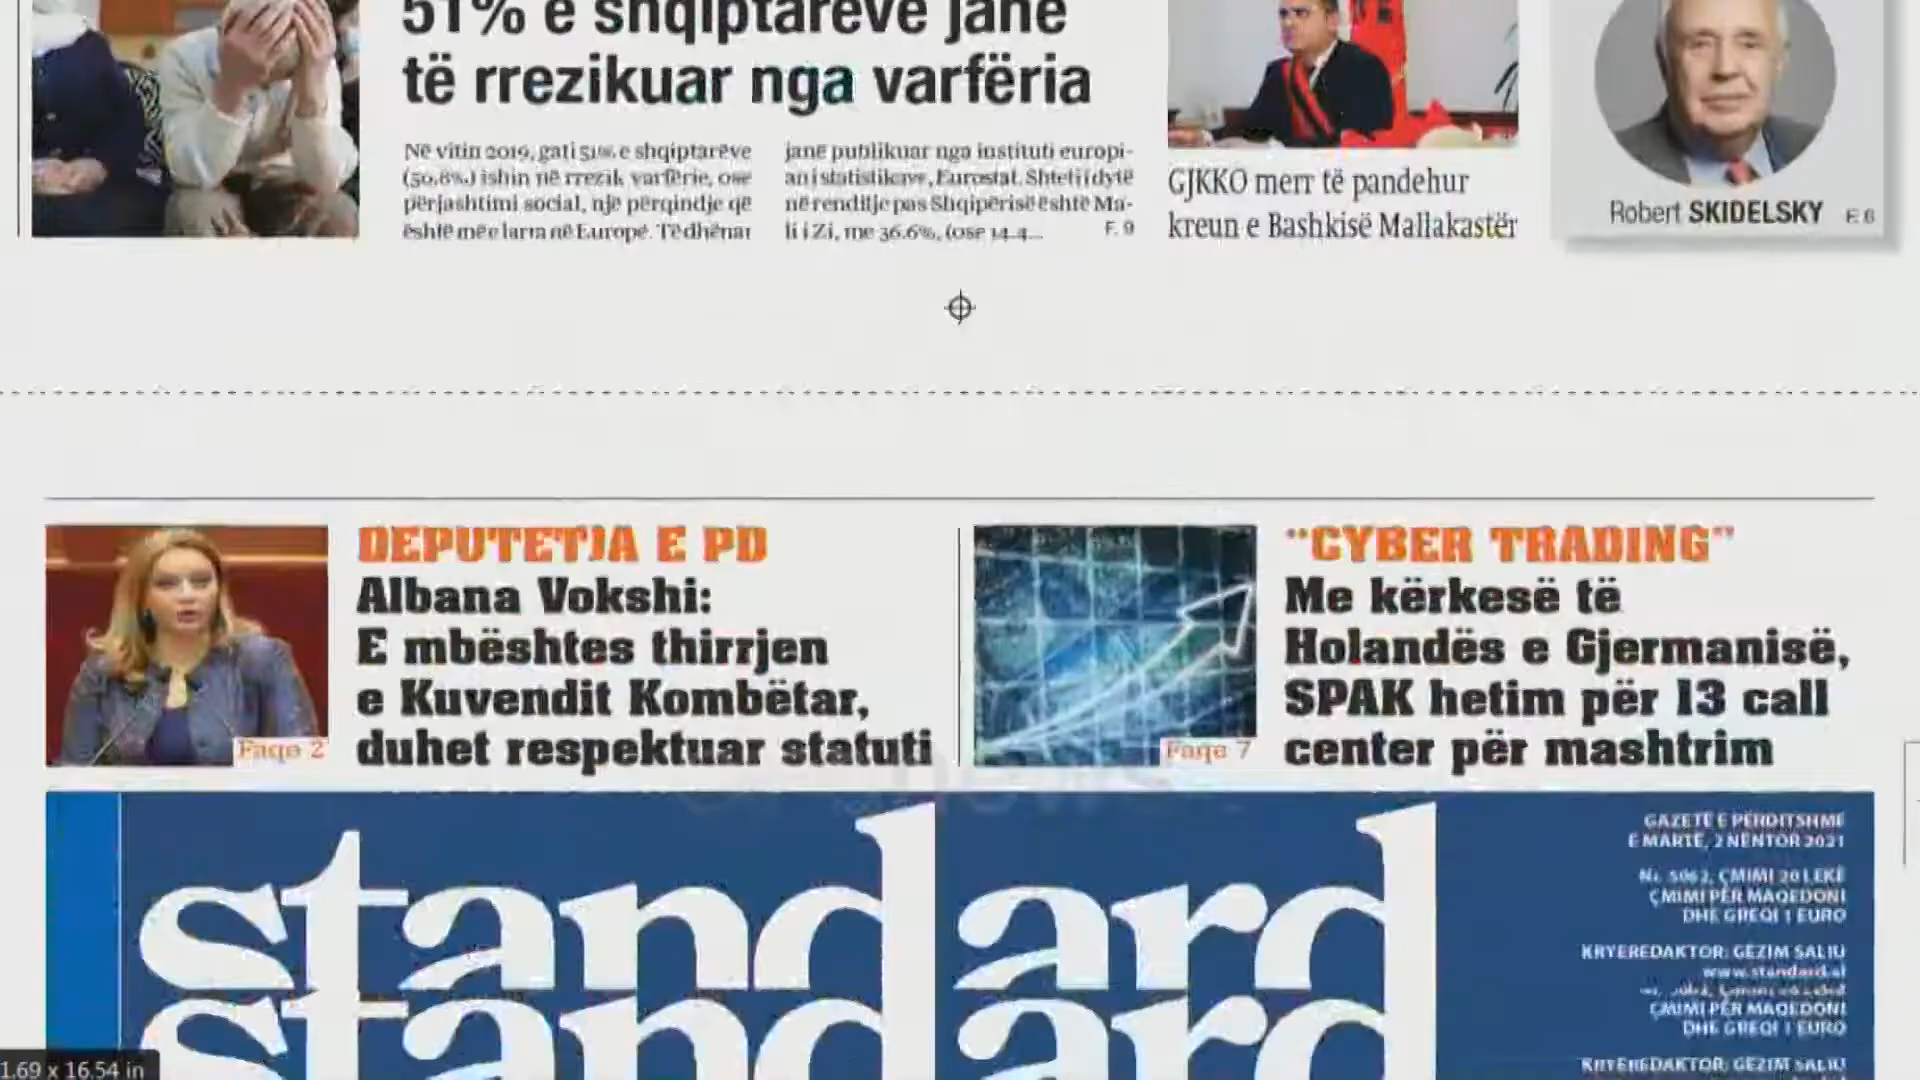 51% e shqiptarëve janë
të rrezikuar nga varfëria
Në vitin 2019, gati 51% e shqiptarëve
(50.8%) ishin në rrezik varfërie, ose
përjashtimi social, një përqindje që
është më e larta në Europë. Të dhënat
janë publikuar nga instituti europi-
an i statistikave, Eurostat. Shteti i dytë
në renditje pas Shqipërisë është Ma-
li i Zi, me 36.6%, (ose 14.4...
F. 9
GJKKO merr të pandehur
kreun e Bashkisë Mallakastër
Robert SKIDELSKY F. 6
DEPUTETJA E PD
Albana Vokshi:
E mbështes thirrjen
e Kuvendit Kombëtar,
duhet respektuar statuti
Faqe 2
"CYBER TRADING"
Me kërkesë të
Holandës e Gjermanisë,
SPAK hetim për 13 call
center për mashtrim
Faqe 7
standard
GAZETË E PËRDITSHME
E MARTË, 2 NËNTOR 2021
Nr. 5062, ÇMIMI 20 LEKË
ÇMIMI PËR MAQEDONI
DHE GREQI 1 EURO
KRYEREDAKTOR: GËZIM SALIU
www.standard.al
ÇMIMI PËR MAQEDONI
DHE GREQI 1 EURO
KRYEREDAKTOR: GËZIM SALIU
standard
1.69 x 16.54 in